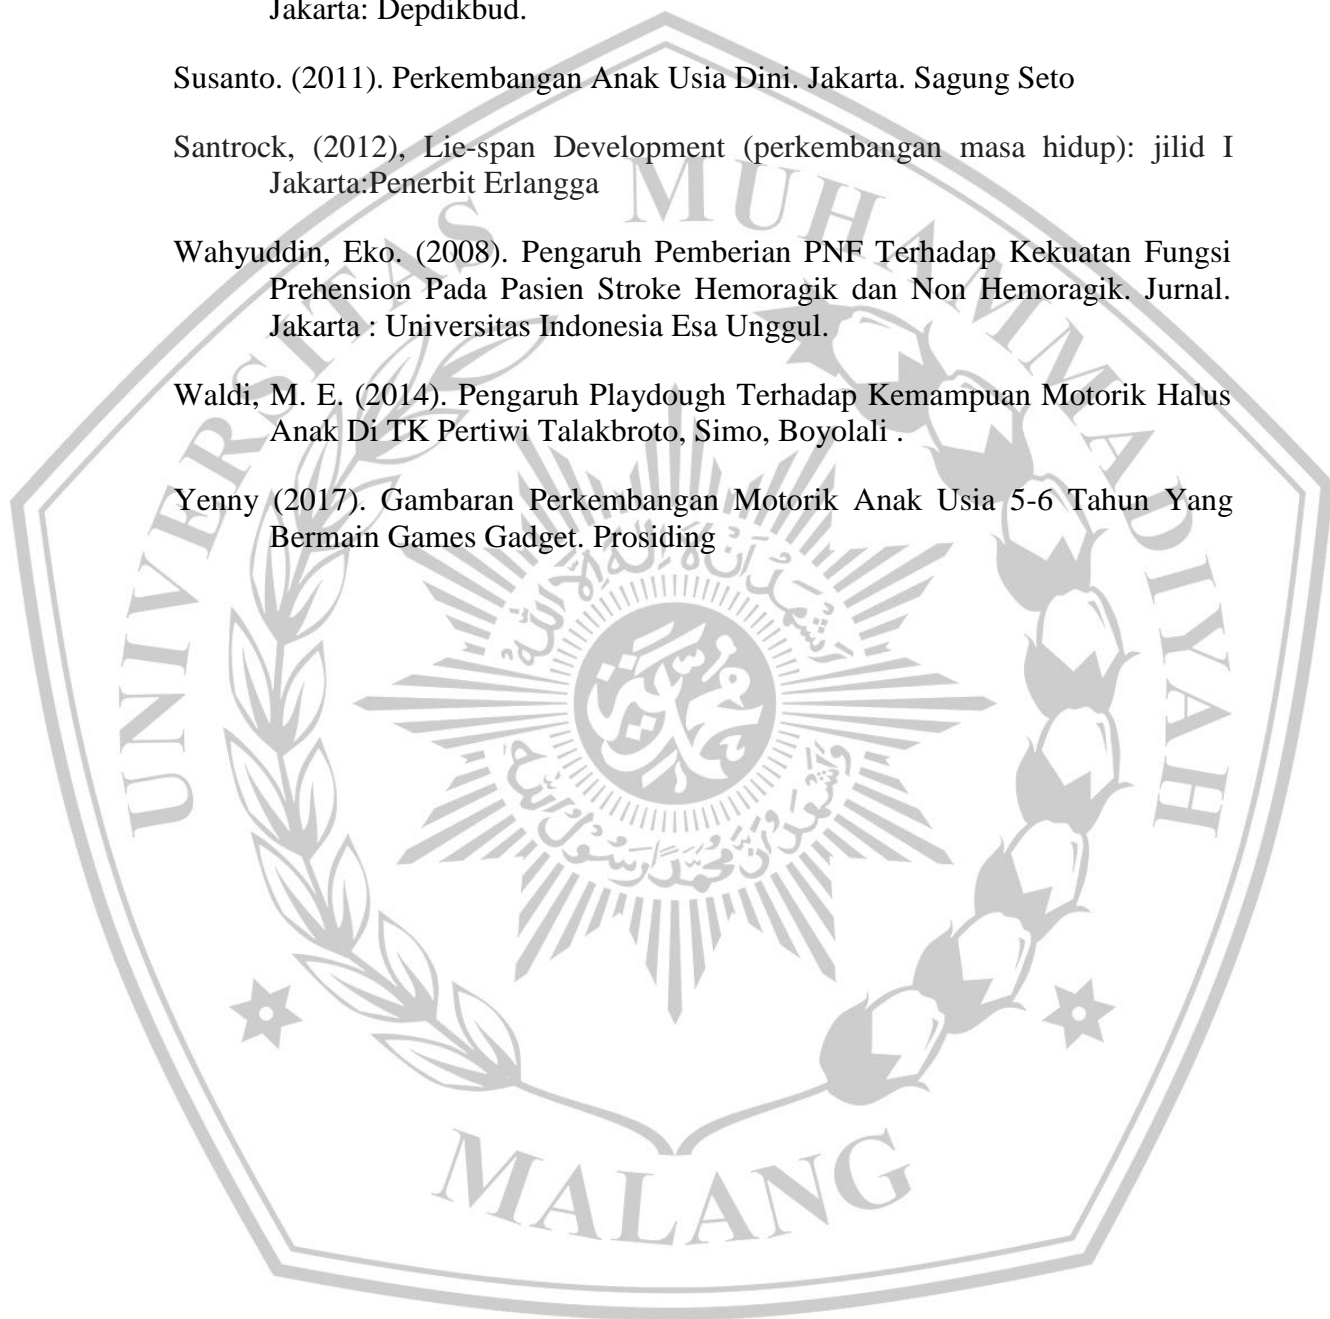 Jakarta: Depdikbud.
Susanto. (2011). Perkembangan Anak Usia Dini. Jakarta. Sagung Seto
Santrock, (2012), Lie-span Development (perkembangan masa hidup): jilid I
Jakarta:Penerbit Erlangga
Wahyuddin, Eko. (2008). Pengaruh Pemberian PNF Terhadap Kekuatan Fungsi
Prehension Pada Pasien Stroke Hemoragik dan Non Hemoragik. Jurnal.
Jakarta : Universitas Indonesia Esa Unggul.
Waldi, M. E. (2014). Pengaruh Playdough Terhadap Kemampuan Motorik Halus
Anak Di TK Pertiwi Talakbroto, Simo, Boyolali .
Yenny (2017). Gambaran Perkembangan Motorik Anak Usia 5-6 Tahun Yang
Bermain Games Gadget. Prosiding
UNIVERSITAS MUHAMMADIYAH
MALANG